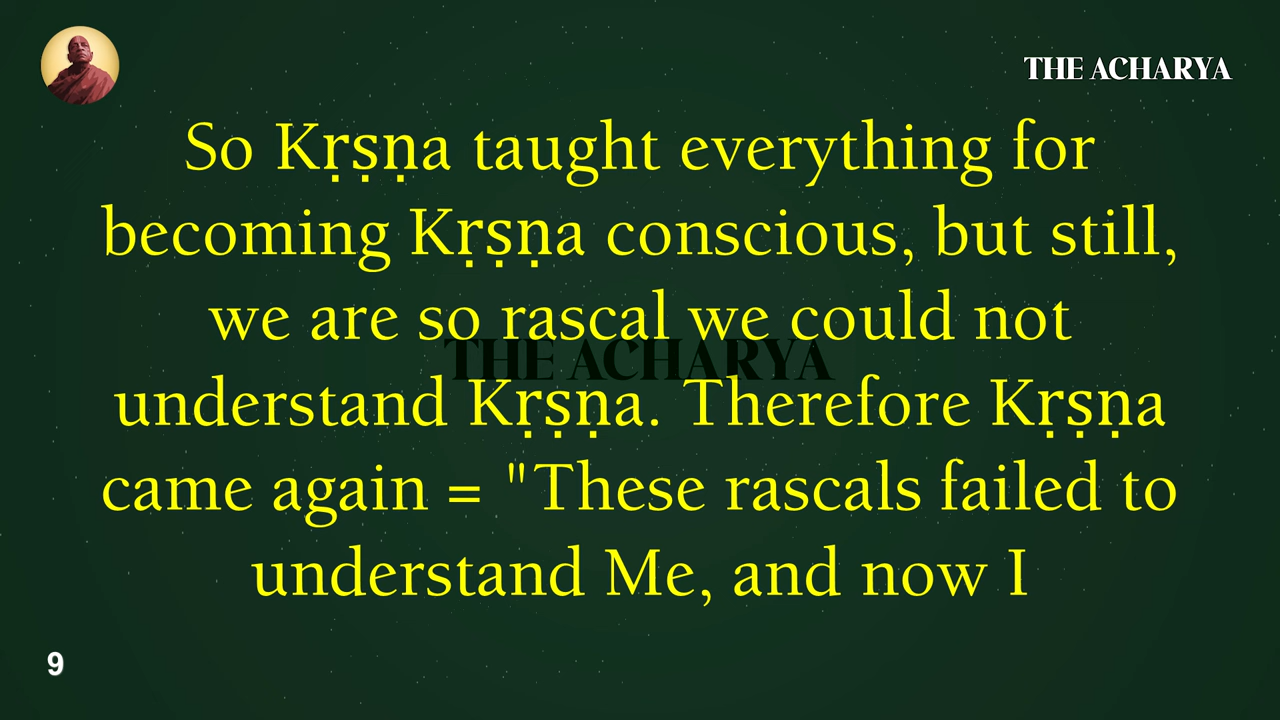 THE ACHARYA
So Kṛṣṇa taught everything for
becoming Kṛṣṇa conscious, but still,
we are so rascal we could not
THE ACHARYA
understand Kṛṣṇa. Therefore Kṛṣṇa
came again = "These rascals failed to
understand Me, and now I
9